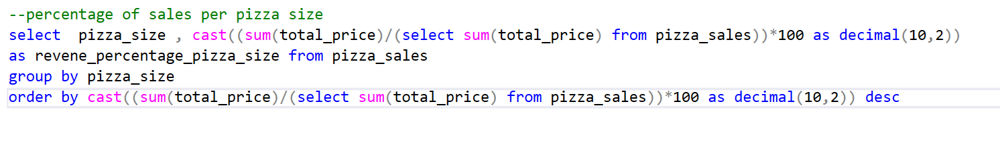 --percentage of sales per pizza size
select  pizza_size , cast((sum(total_price)/(select sum(total_price) from pizza_sales))*100 as decimal(10,2))
as revene_percentage_pizza_size from pizza_sales
group by pizza_size
order by cast((sum(total_price)/(select sum(total_price) from pizza_sales))*100 as decimal(10,2)) desc